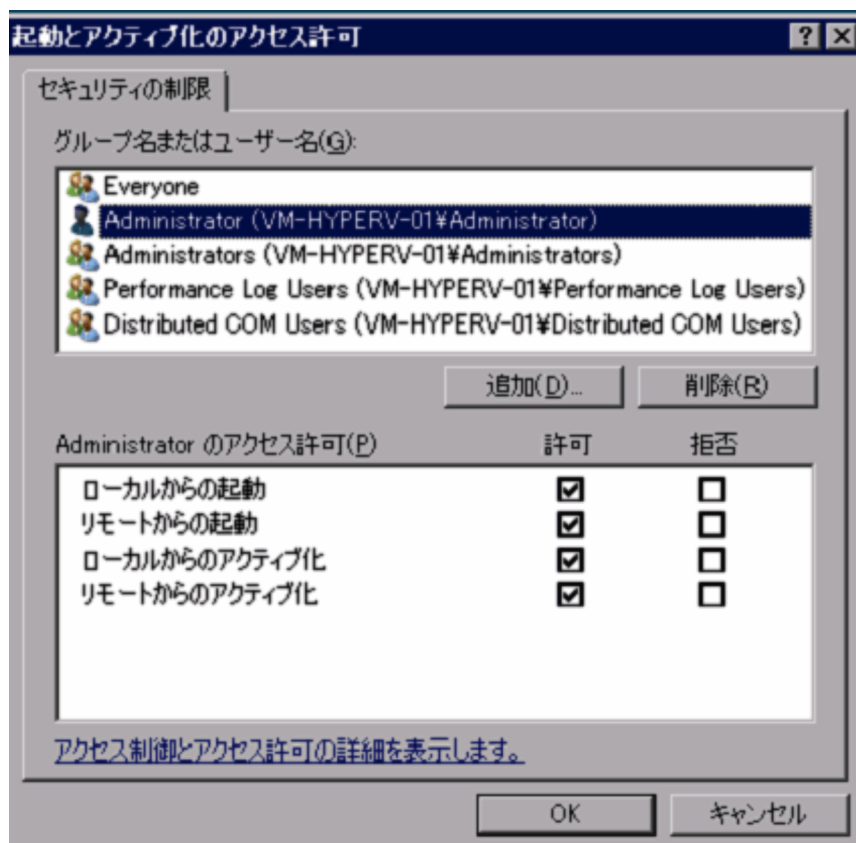 起動とアクティブ化のアクセス許可
セキュリティの制限
グループ名またはユーザー名(G):
Everyone
Administrator (VM-HYPERV-01¥Administrator)
Administrators (VM-HYPERV-01¥Administrators)
Performance Log Users (VM-HYPERV-01¥Performance Log Users)
Distributed COM Users (VM-HYPERV-01¥Distributed COM Users)
追加(D)... 削除(R)
Administrator のアクセス許可(P) 許可 拒否
ローカルからの起動
リモートからの起動
ローカルからのアクティブ化
リモートからのアクティブ化
アクセス制御とアクセス許可の詳細を表示します。
OK キャンセル